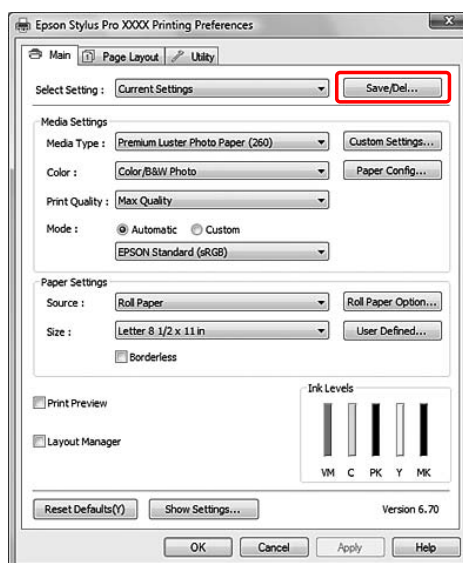 Epson Stylus Pro XXXX Printing Preferences
Main Page Layout Utility
Select Setting : Current Settings Save/Del...
Media Settings
Media Type : Premium Luster Photo Paper (260) Custom Settings...
Color : Color/B&W Photo Paper Config...
Print Quality : Max Quality
Mode : Automatic Custom
EPSON Standard (sRGB)
Paper Settings
Source : Roll Paper Roll Paper Option...
Size : Letter 8 1/2 x 11 in User Defined...
Borderless
Print Preview
Layout Manager
Ink Levels
VM C PK Y MK
Reset Defaults(Y) Show Settings... Version 6.70
OK Cancel Apply Help